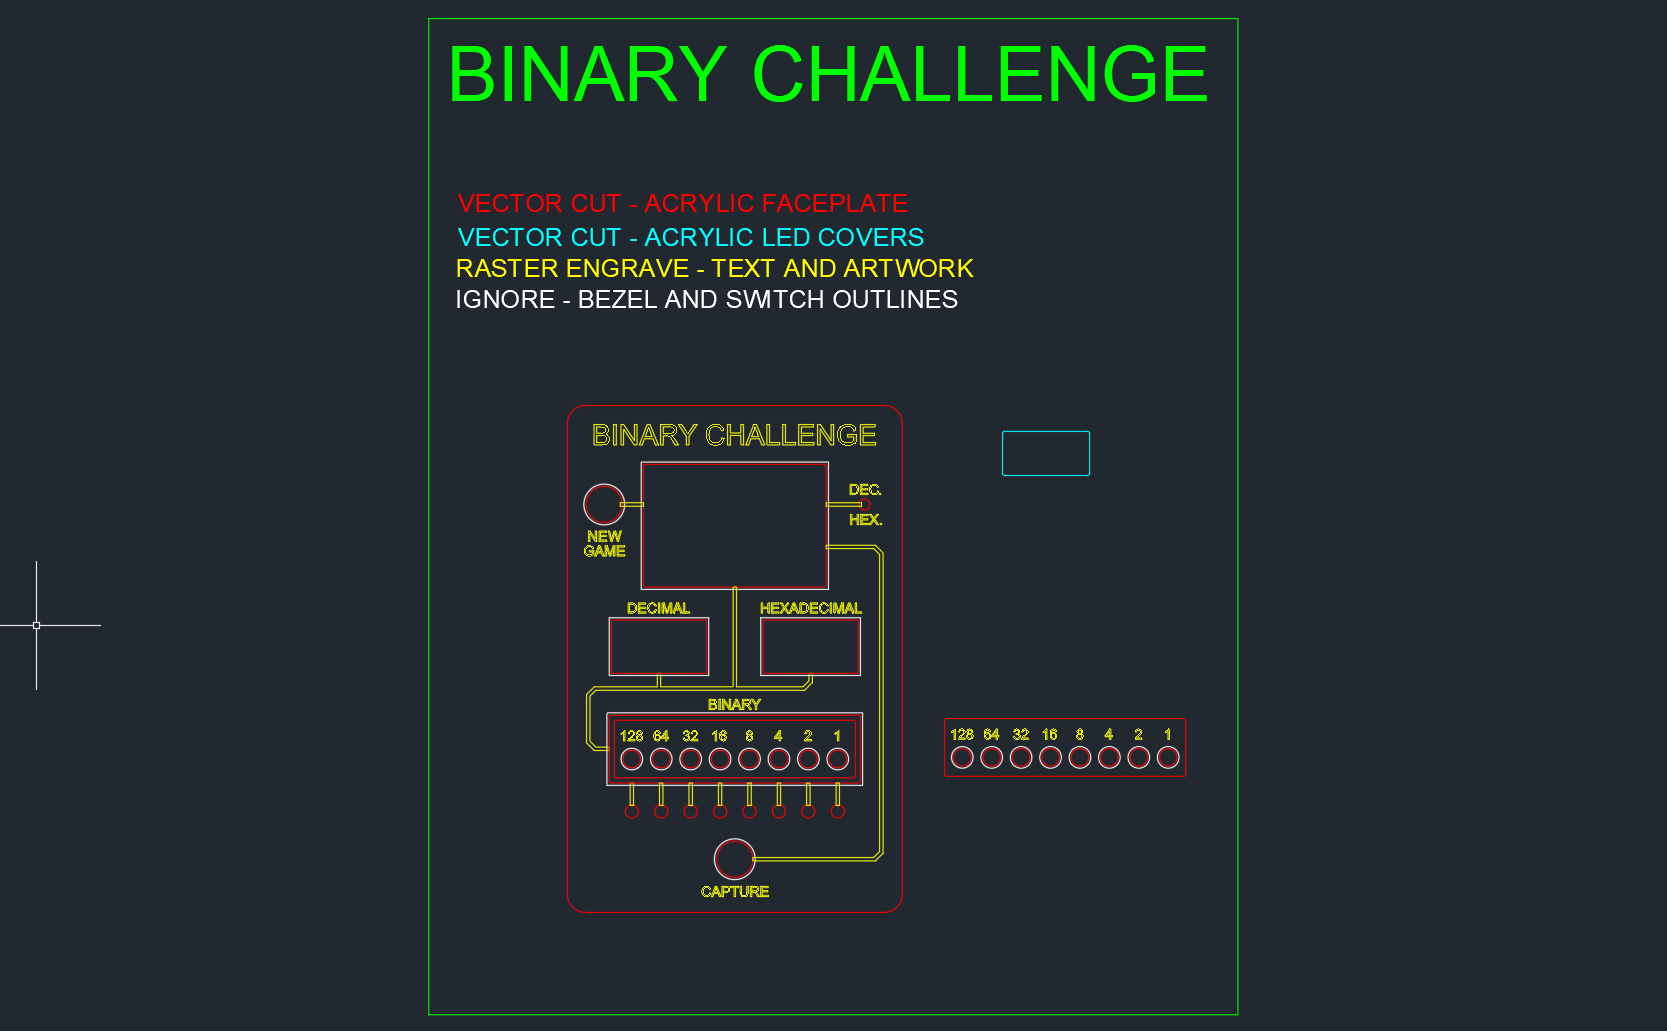 BINARY CHALLENGE
VECTOR CUT - ACRYLIC FACEPLATE
VECTOR CUT - ACRYLIC LED COVERS
RASTER ENGRAVE - TEXT AND ARTWORK
IGNORE - BEZEL AND SWITCH OUTLINES
BINARY CHALLENGE
DEC.
HEX.
NEW
GAME
DECIMAL HEXADECIMAL
BINARY
128 64 32 16 8 4 2 1
128 64 32 16 8 4 2 1
CAPTURE